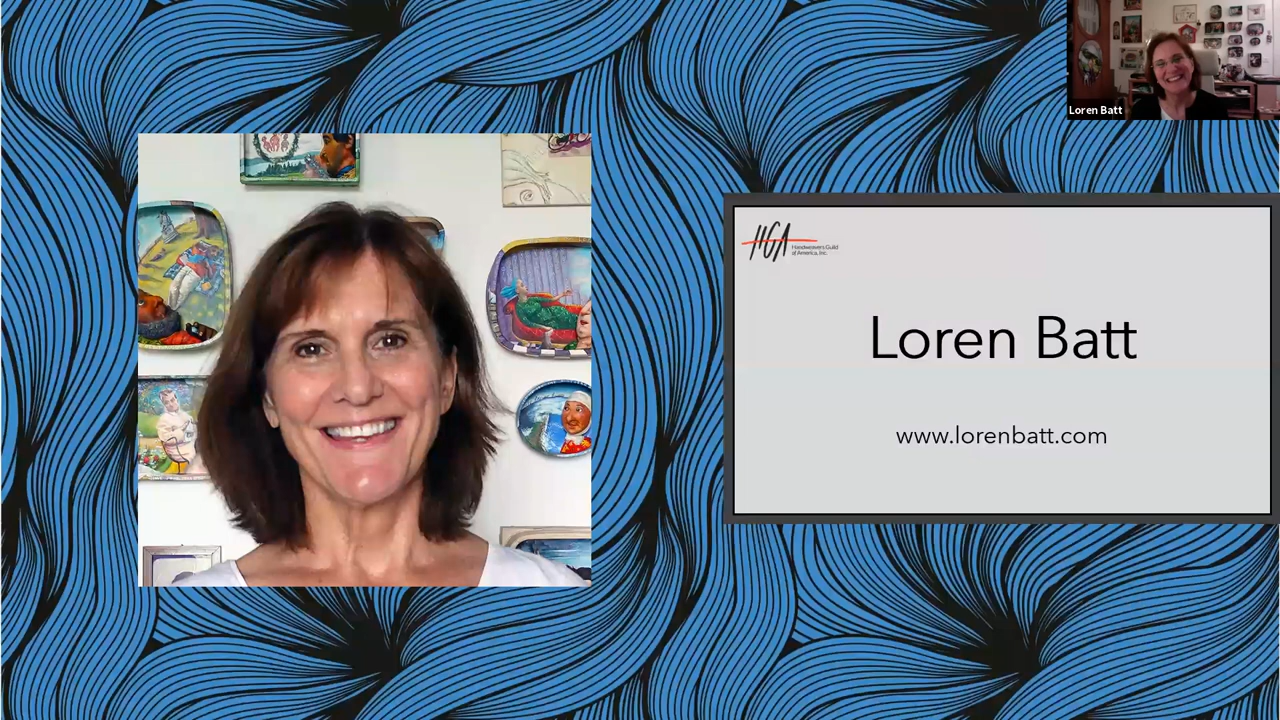 Loren Batt
HGA
Handweavers Guild
of America, Inc.
Loren Batt
www.lorenbatt.com